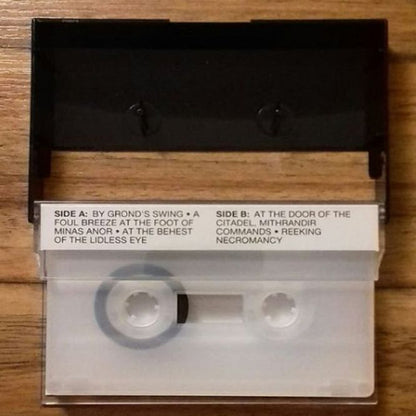 SIDE A: BY GROND'S SWING • A
FOUL BREEZE AT THE FOOT OF
MINAS ANOR • AT THE BEHEST
OF THE LIDLESS EYE
SIDE B: AT THE DOOR OF THE
CITADEL, MITHRANDIR
COMMANDS • REEKING
NECROMANCY